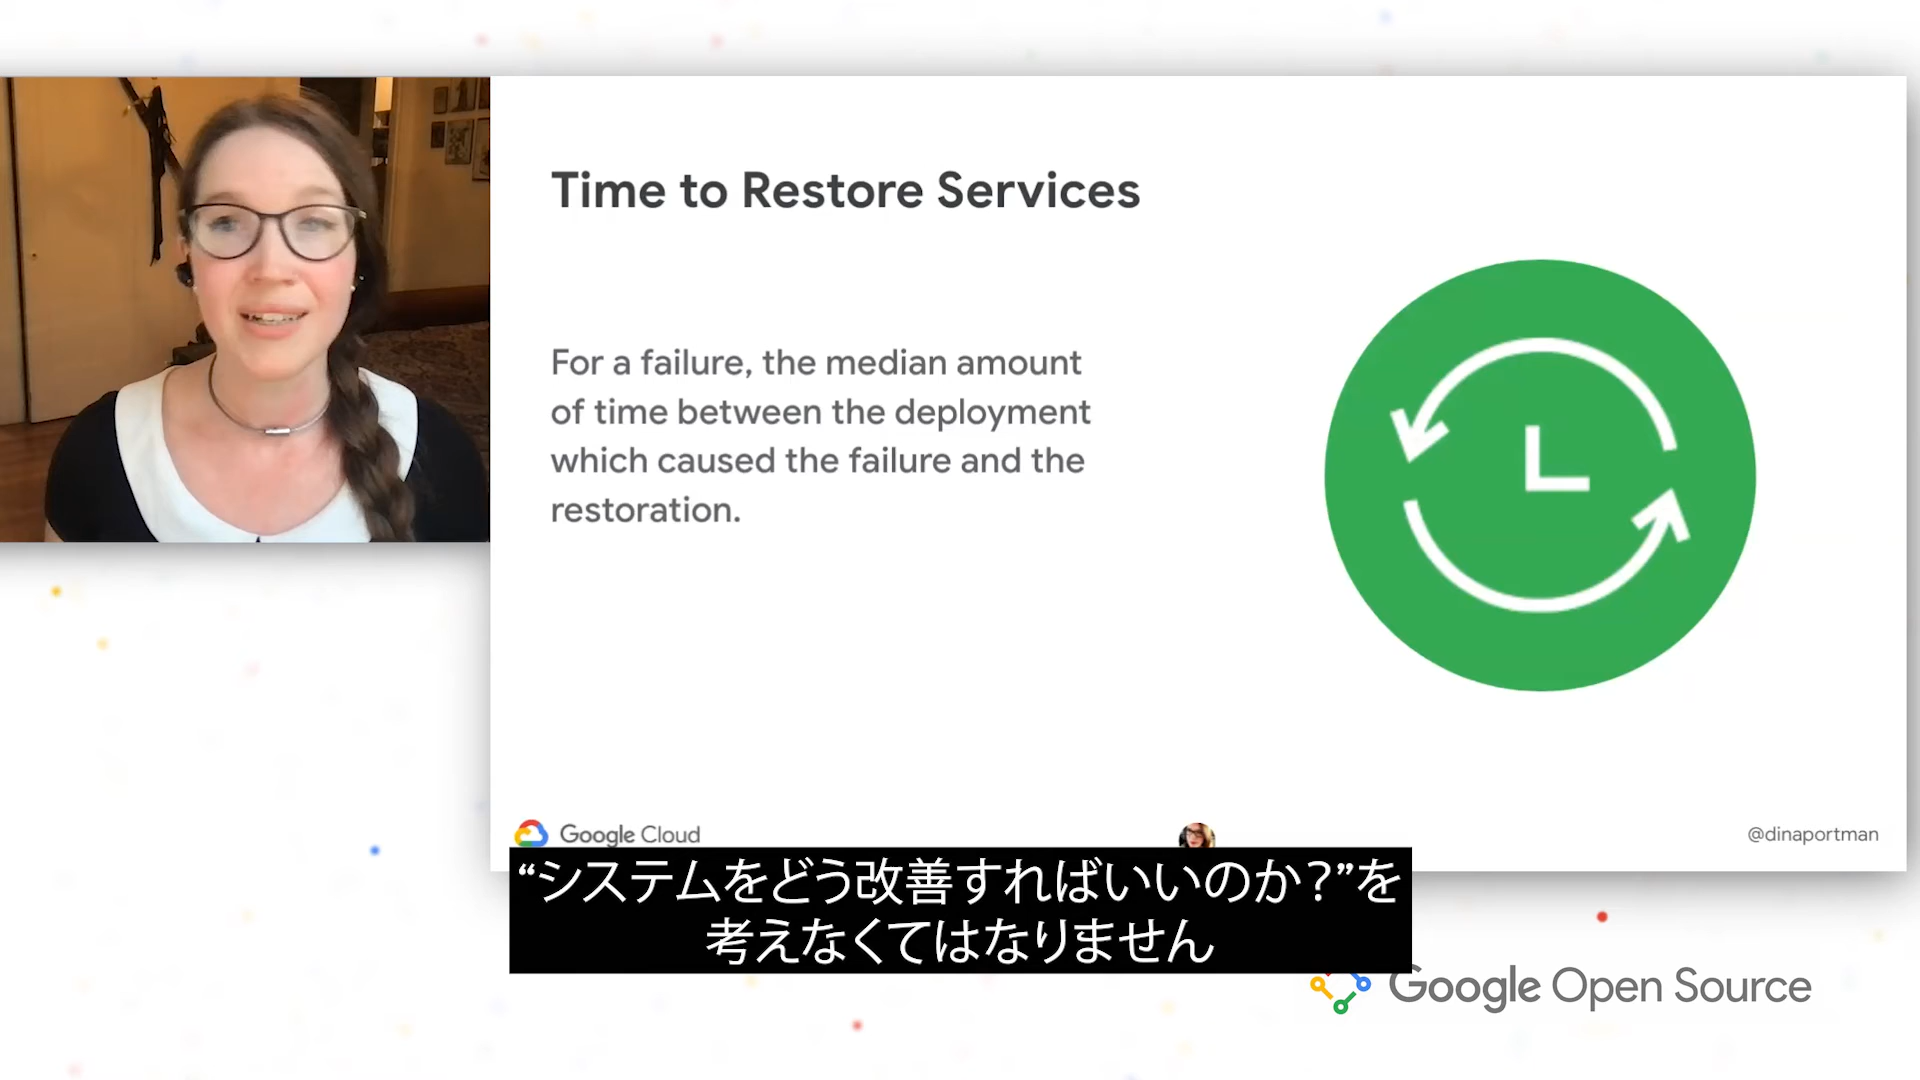 Time to Restore Services
For a failure, the median amount
of time between the deployment
which caused the failure and the
restoration.
Google Cloud
@dinaportman
“システムをどう改善すればいいのか？”を
考えなくてはなりません
Google Open Source